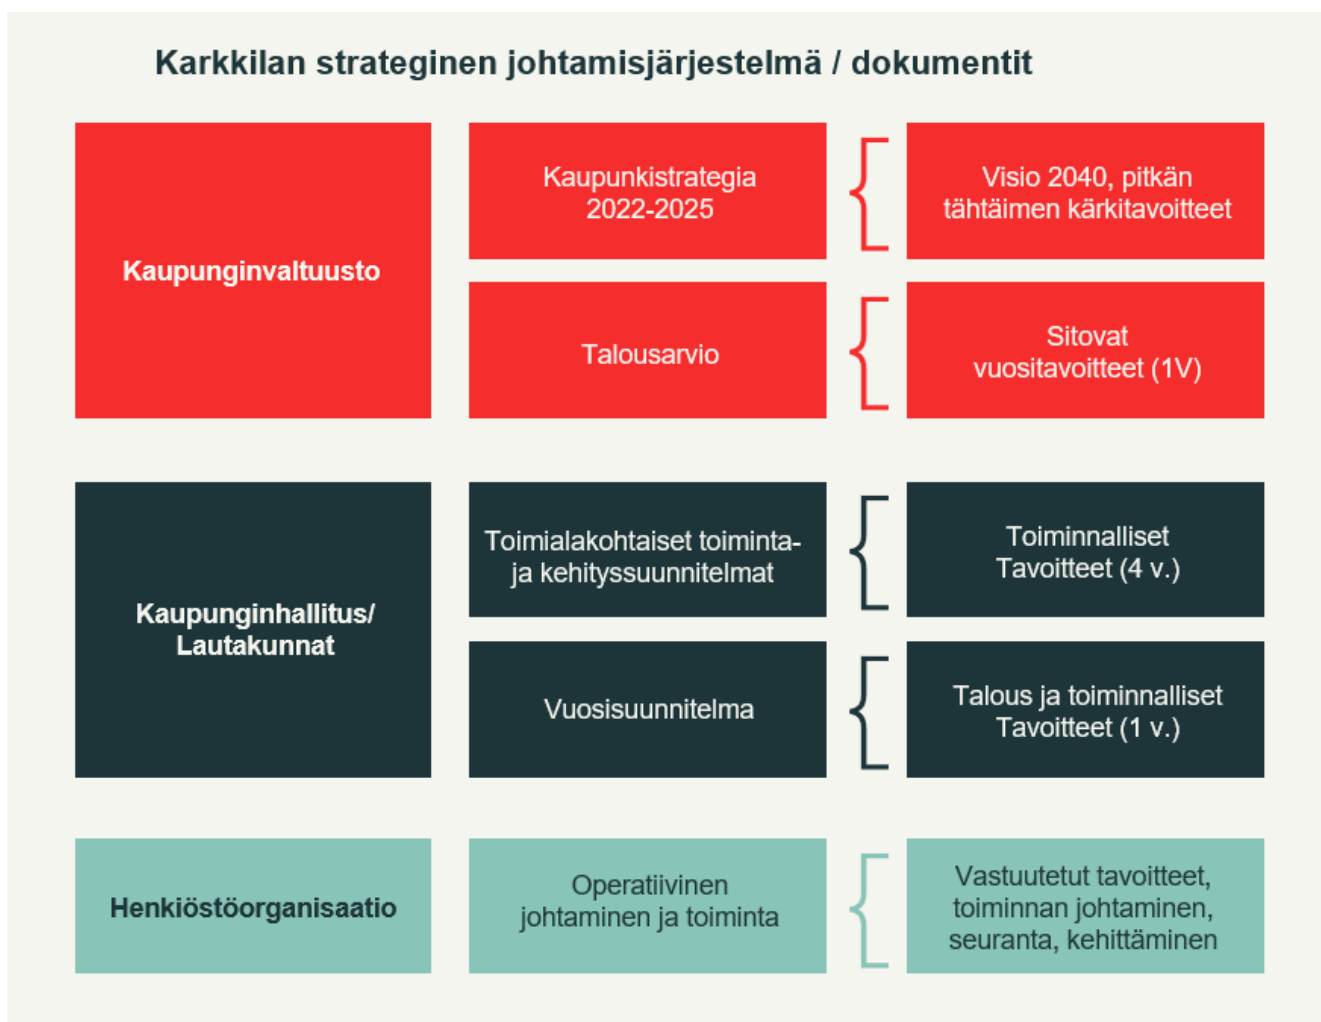 Karkkilan strateginen johtamisjärjestelmä / dokumentit
Kaupunginvaltuusto
Kaupunkistrategia
2022-2025
Visio 2040, pitkän
tähtäimen kärkitavoitteet
Talousarvio
Sitovat
vuositavoitteet (1V)
Kaupunginhallitus/
Lautakunnat
Toimialakohtaiset toiminta-
ja kehityssuunnitelmat
Toiminnalliset
Tavoitteet (4 v.)
Vuosisuunnitelma
Talous ja toiminnalliset
Tavoitteet (1 v.)
Henkiöstöorganisaatio
Operatiivinen
johtaminen ja toiminta
Vastuutetut tavoitteet,
toiminnan johtaminen,
seuranta, kehittäminen